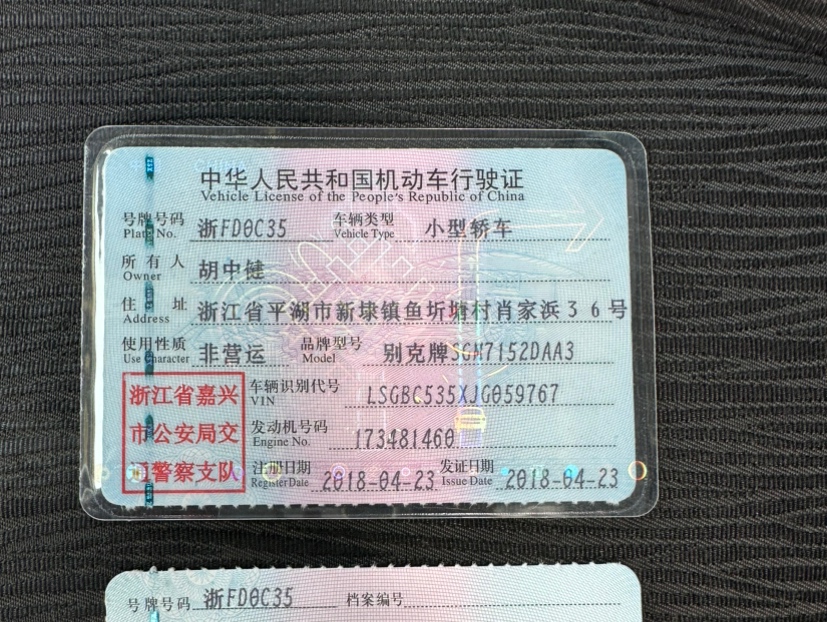 中华人民共和国机动车行驶证
Vehicle License of the People's Republic of China
号牌号码 浙FD0C35 车辆类型 小型轿车
Plate No. Vehicle Type
所有人 胡中健
Owner
住址 浙江省平湖市新埭镇鱼圻塘村肖家浜36号
Address
使用性质 非营运 品牌型号 别克牌SGM7152DAA3
Use Character Model
浙江省嘉兴
市公安局交
通警察支队
车辆识别代号 LSGBC535XJG059767
VIN
发动机号码 173481460
Engine No.
注册日期 2018-04-23 发证日期 2018-04-23
Register Date Issue Date
号牌号码 浙FD0C35 档案编号